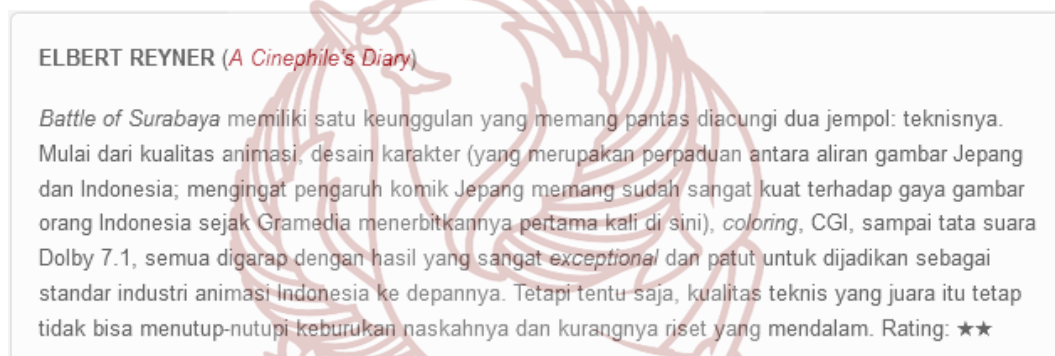 ELBERT REYNER (A Cinephile's Diary)
Battle of Surabaya memiliki satu keunggulan yang memang pantas diacungi dua jempol: teknisnya.
Mulai dari kualitas animasi, desain karakter (yang merupakan perpaduan antara aliran gambar Jepang
dan Indonesia; mengingat pengaruh komik Jepang memang sudah sangat kuat terhadap gaya gambar
orang Indonesia sejak Gramedia menerbitkannya pertama kali di sini), coloring, CGI, sampai tata suara
Dolby 7.1, semua digarap dengan hasil yang sangat exceptional dan patut untuk dijadikan sebagai
standar industri animasi Indonesia ke depannya. Tetapi tentu saja, kualitas teknis yang juara itu tetap
tidak bisa menutup-nutupi keburukan naskahnya dan kurangnya riset yang mendalam. Rating: ★★